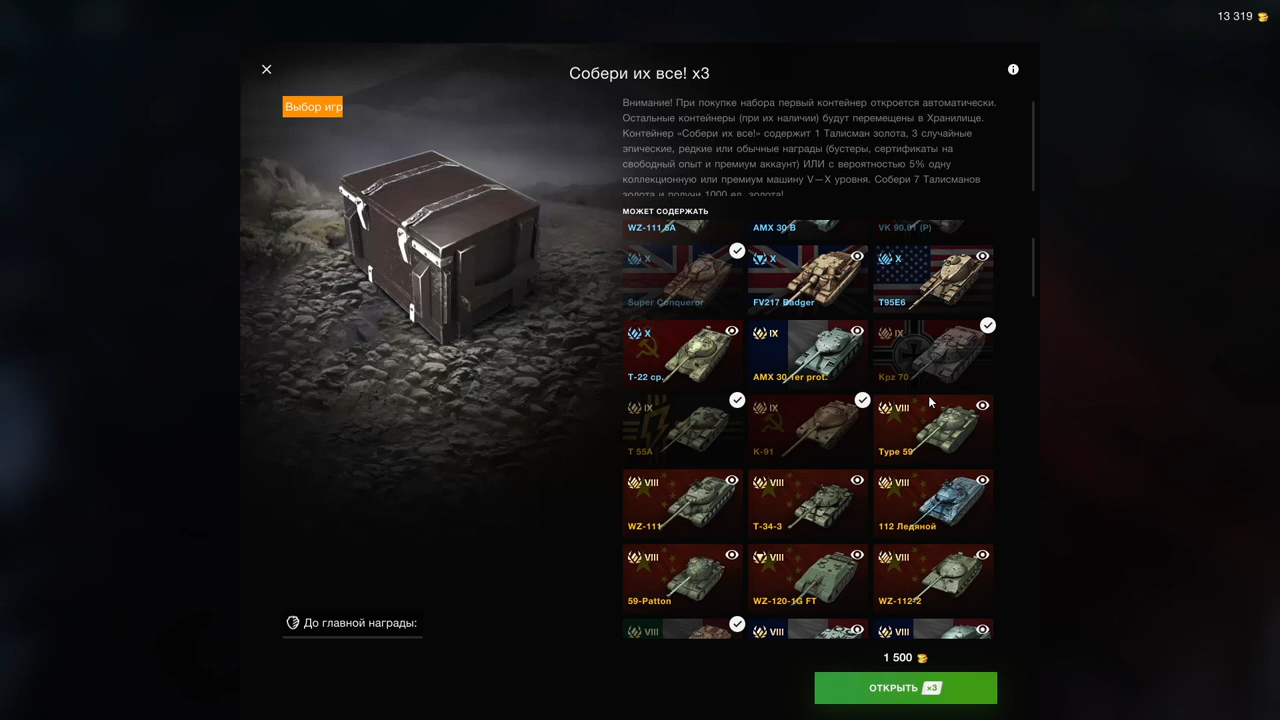 13 319
Собери их все! x3
Выбор игр
Внимание! При покупке набора первый контейнер откроется автоматически.
Остальные контейнеры (при их наличии) будут перемещены в Хранилище.
Контейнер «Собери их все!» содержит 1 Талисман золота, 3 случайные
эпические, редкие или обычные награды (бустеры, сертификаты на
свободный опыт и премиум аккаунт) ИЛИ с вероятностью 5% одну
коллекционную или премиум машину V—X уровня. Собери 7 Талисманов
золота и получи 1000 ед. золота!
МОЖЕТ СОДЕРЖАТЬ
WZ-111 5A
AMX 30 B
VK 90.01 (P)
X
Super Conqueror
X
FV217 Badger
X
T95E6
X
Т-22 ср.
IX
AMX 30 1er prot.
IX
Kpz 70
IX
T 55A
IX
К-91
VIII
Type 59
VIII
WZ-111
VIII
T-34-3
VIII
112 Ледяной
VIII
59-Patton
VIII
WZ-120-1G FT
VIII
WZ-112-2
VIII
VIII
VIII
До главной награды:
1 500
ОТКРЫТЬ x3